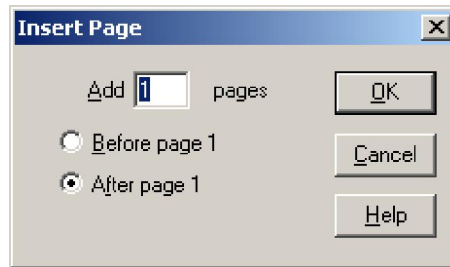 Insert Page
Add 1 pages
OK
Before page 1
Cancel
After page 1
Help